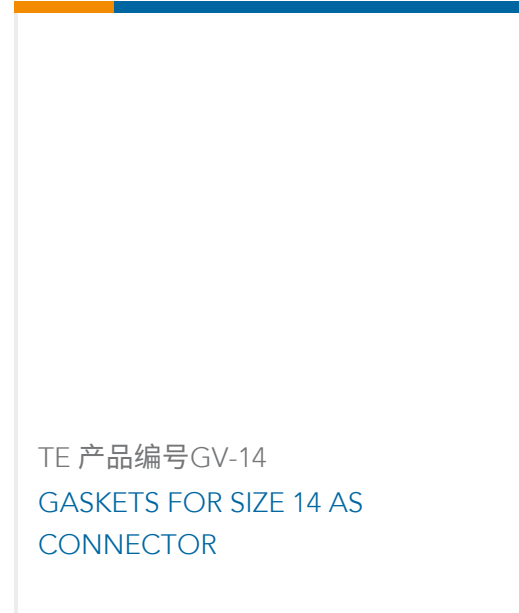 TE 产品编号GV-14
GASKETS FOR SIZE 14 AS
CONNECTOR